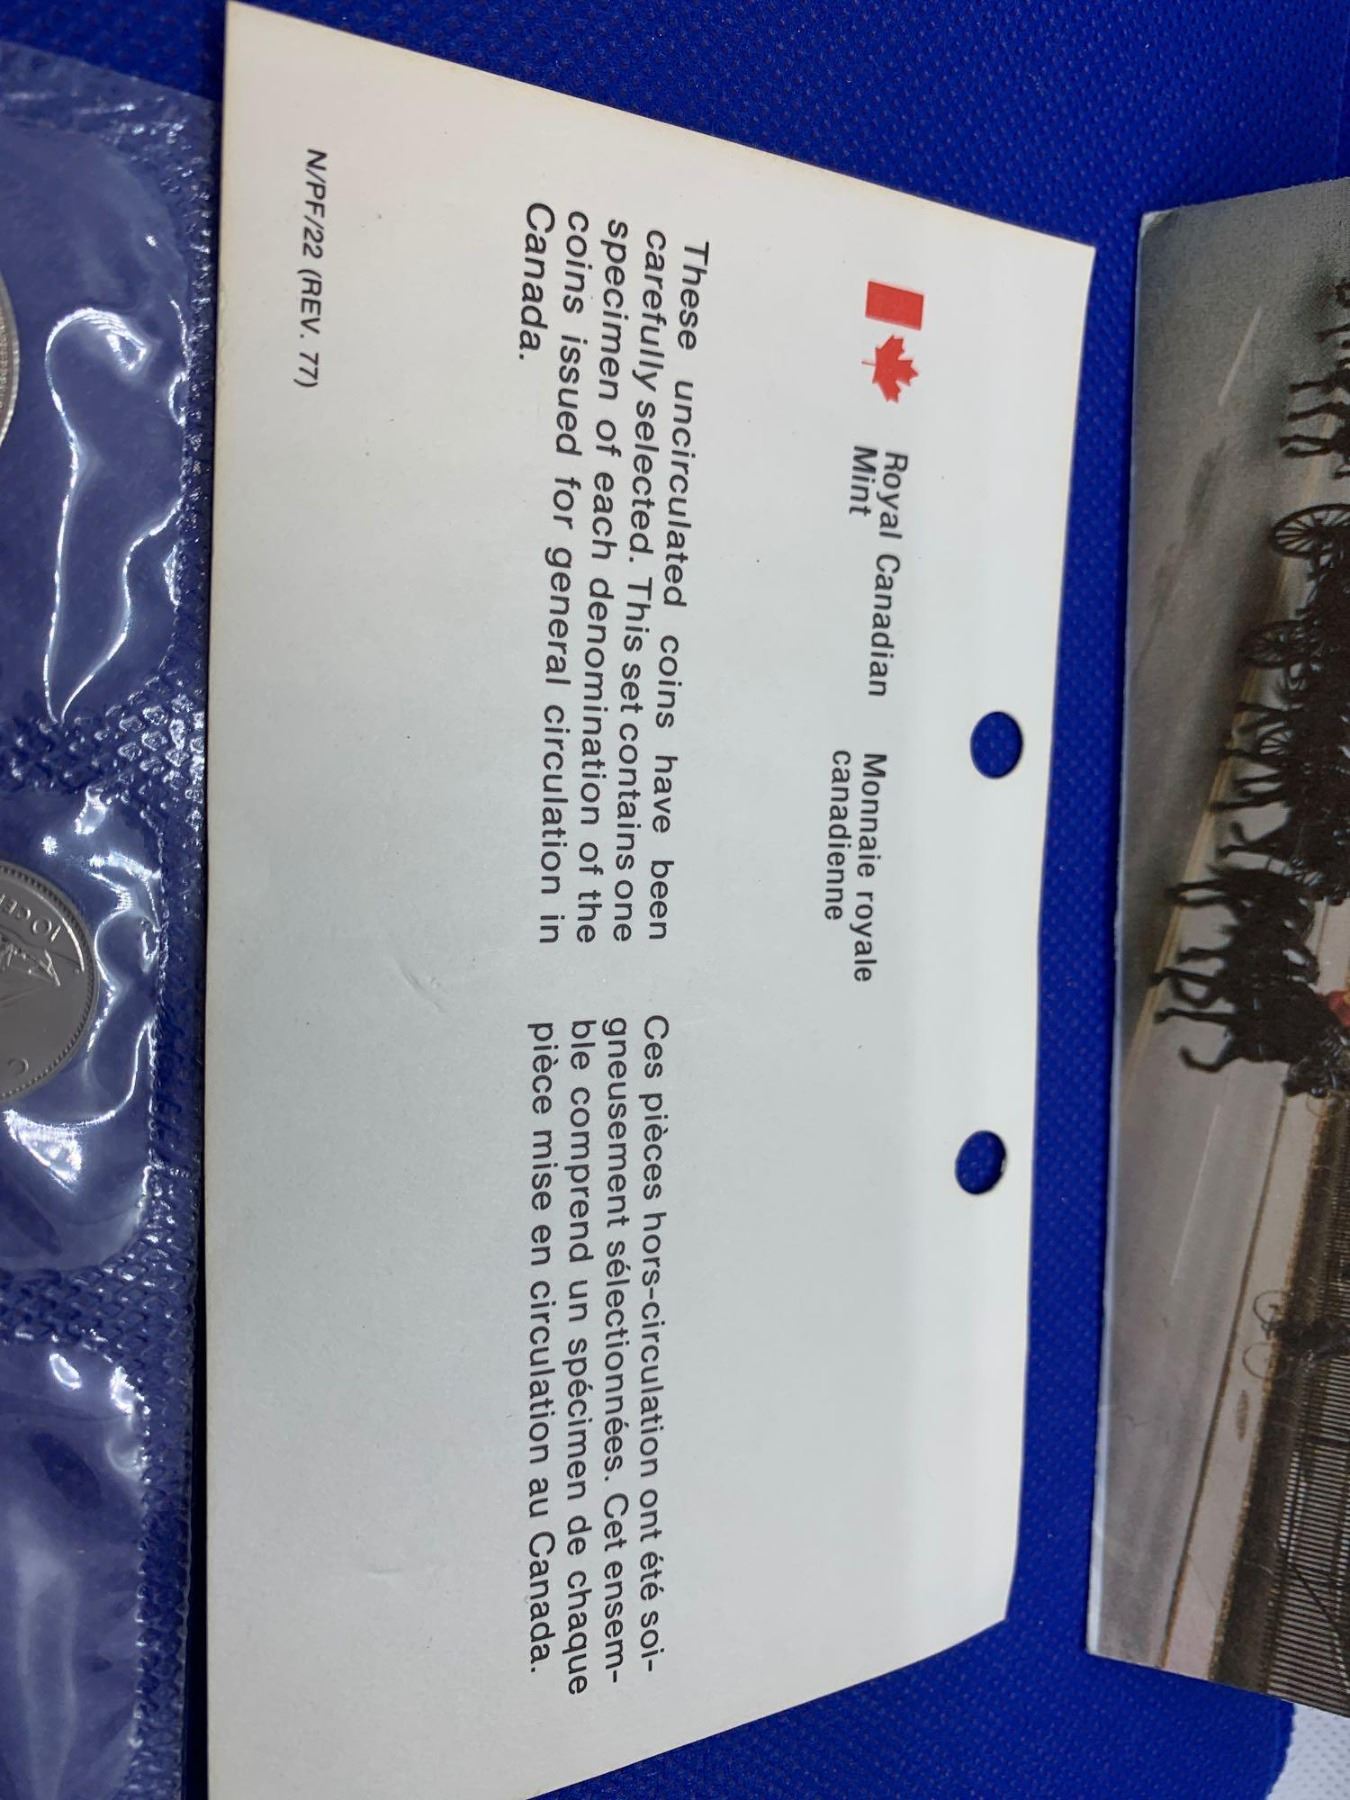 Royal Canadian
Mint
Monnaie royale
canadienne
These uncirculated coins have been
carefully selected. This set contains one
specimen of each denomination of the
coins issued for general circulation in
Canada.
Ces pièces hors-circulation ont été soi-
gneusement sélectionnées. Cet ensem-
ble comprend un spécimen de chaque
pièce mise en circulation au Canada.
N/PF/22 (REV. 77)
10 CE